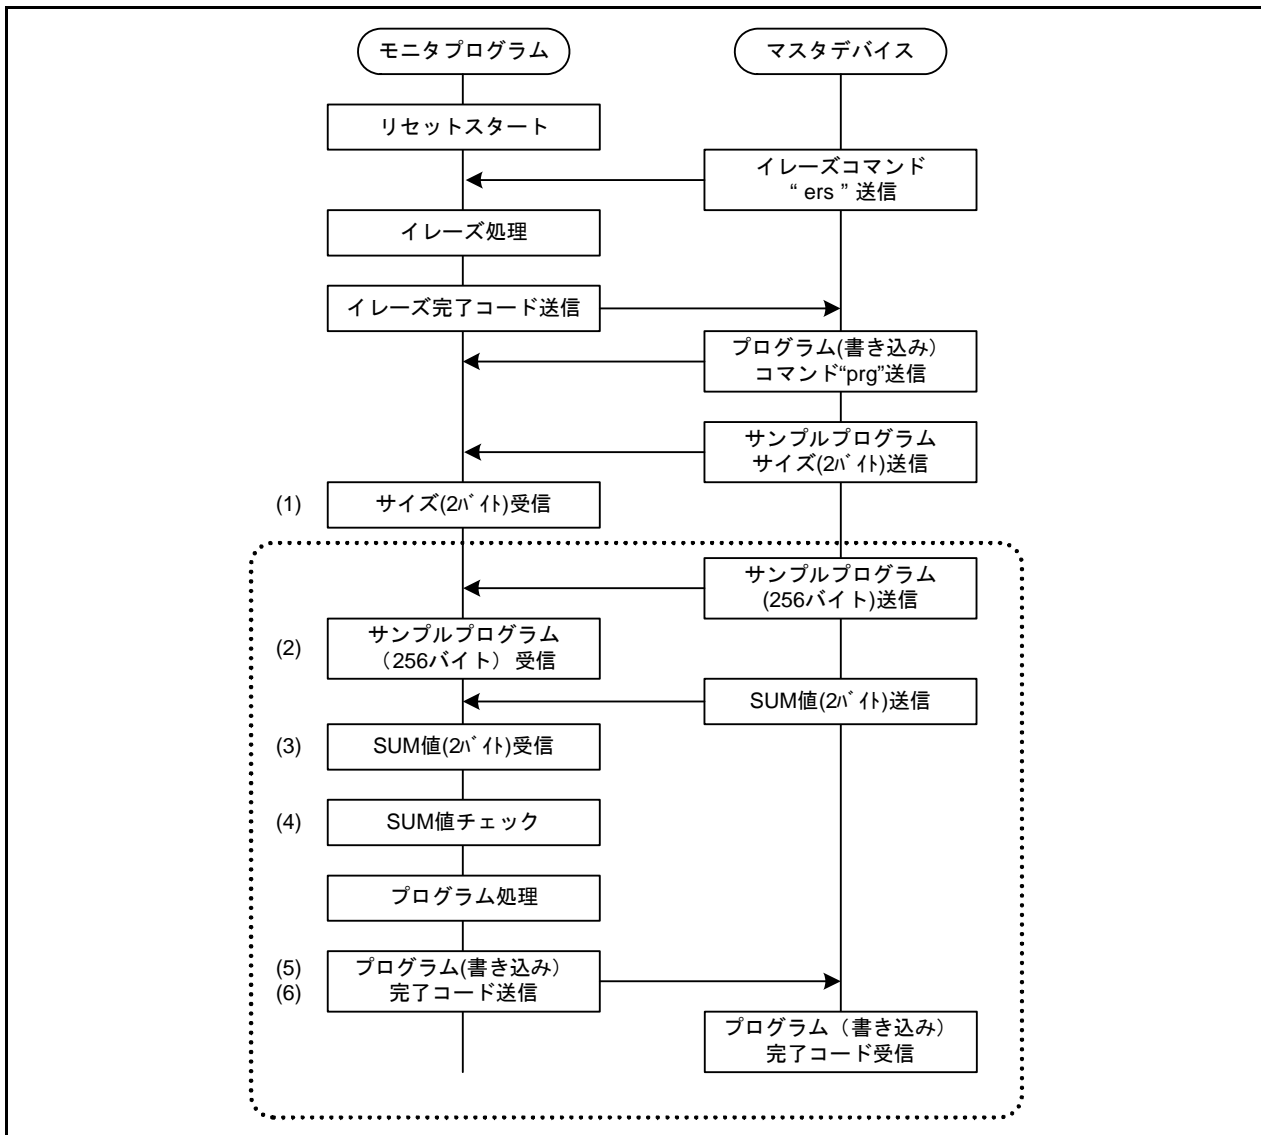 モニタプログラム
マスタデバイス
リセットスタート
イレーズコマンド
“ ers ” 送信
イレーズ処理
イレーズ完了コード送信
プログラム(書き込み）
コマンド“prg”送信
サンプルプログラム
サイズ(2ﾊﾞｲﾄ)送信
(1)
サイズ(2ﾊﾞｲﾄ)受信
サンプルプログラム
(256バイト)送信
(2)
サンプルプログラム
（256バイト） 受信
SUM値(2ﾊﾞｲﾄ)送信
(3)
SUM値(2ﾊﾞｲﾄ)受信
(4)
SUM値チェック
プログラム処理
(5)
(6)
プログラム(書き込み）
完了コード送信
プログラム（書き込み）
完了コード受信